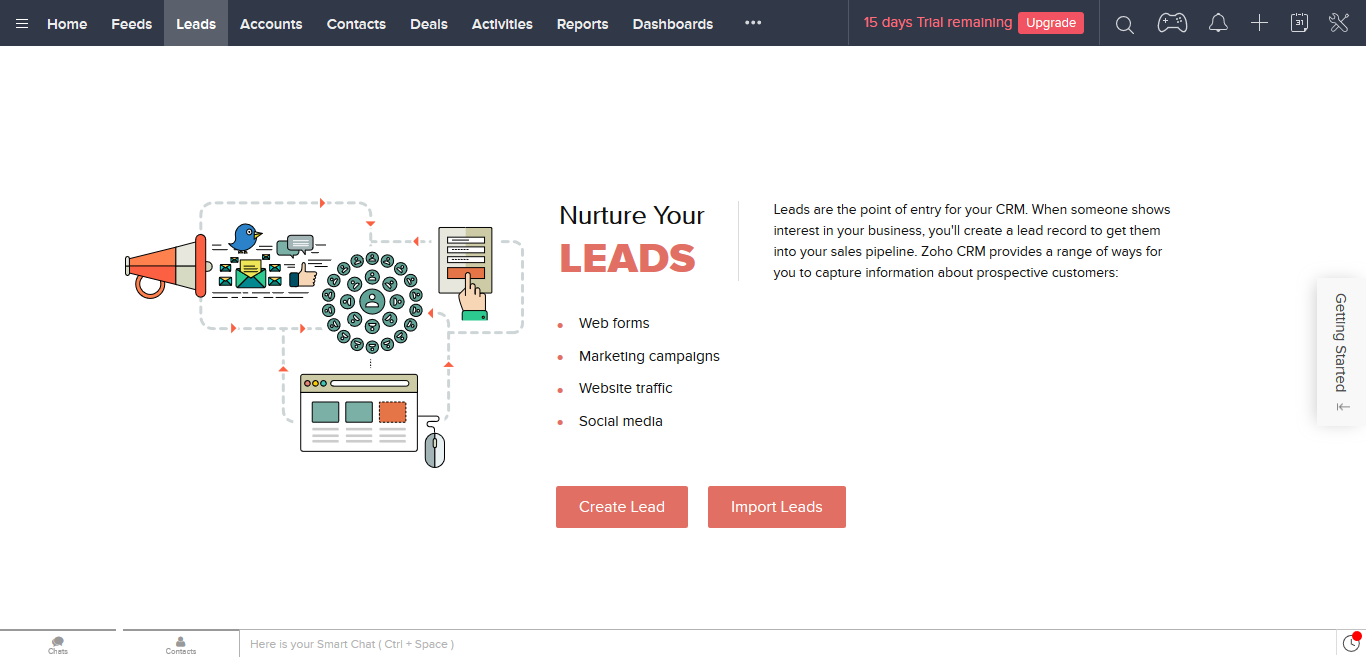 Home Feeds Leads Accounts Contacts Deals Activities Reports Dashboards ••• 15 days Trial remaining Upgrade 31
Nurture Your
LEADS
Leads are the point of entry for your CRM. When someone shows
interest in your business, you'll create a lead record to get them
into your sales pipeline. Zoho CRM provides a range of ways for
you to capture information about prospective customers:
• Web forms
• Marketing campaigns
• Website traffic
• Social media
Create Lead Import Leads
Getting Started
Chats Contacts Here is your Smart Chat ( Ctrl + Space )